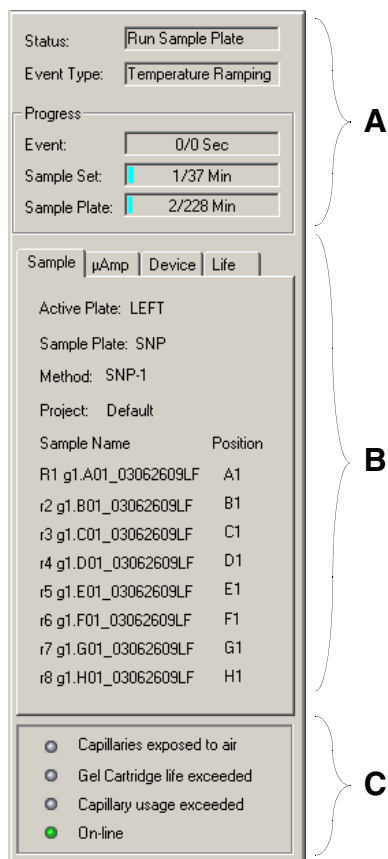 Status: Run Sample Plate
Event Type: Temperature Ramping
Progress
Event: 0/0 Sec
Sample Set: 1/37 Min
Sample Plate: 2/228 Min
A
Sample µAmp Device Life
Active Plate: LEFT
Sample Plate: SNP
Method: SNP-1
Project: Default
Sample Name Position
R1 g1.A01_03062609LF A1
r2 g1.B01_03062609LF B1
r3 g1.C01_03062609LF C1
r4 g1.D01_03062609LF D1
r5 g1.E01_03062609LF E1
r6 g1.F01_03062609LF F1
r7 g1.G01_03062609LF G1
r8 g1.H01_03062609LF H1
B
Capillaries exposed to air
Gel Cartridge life exceeded
Capillary usage exceeded
On-line
C